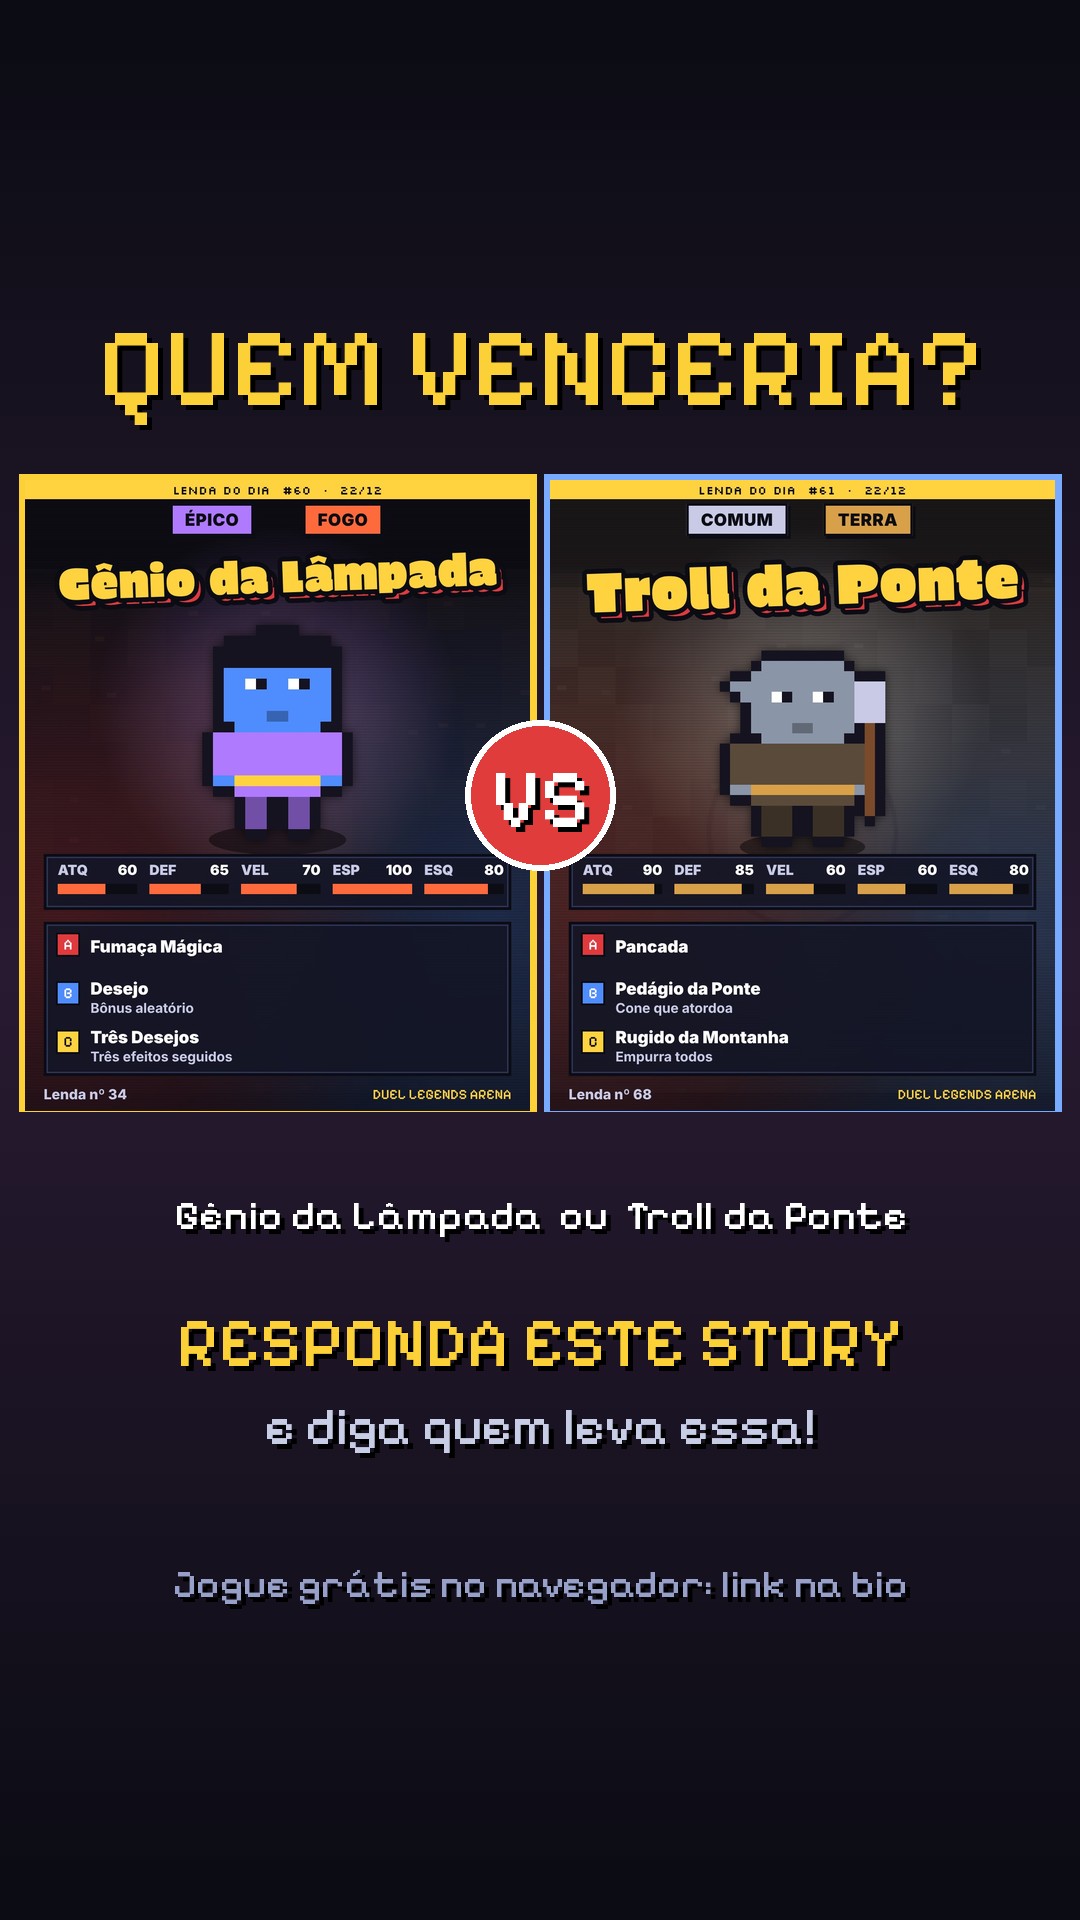 QUEM VENCERIA?
LENDA DO DIA #60 · 22/12
ÉPICO FOGO
Gênio da Lâmpada
ATQ 60 DEF 65 VEL 70 ESP 100 ESQ 80
A Fumaça Mágica
B Desejo
Bônus aleatório
C Três Desejos
Três efeitos seguidos
Lenda nº 34 DUEL LEGENDS ARENA
VS
LENDA DO DIA #61 · 22/12
COMUM TERRA
Troll da Ponte
ATQ 90 DEF 85 VEL 60 ESP 60 ESQ 80
A Pancada
B Pedágio da Ponte
Cone que atordoa
C Rugido da Montanha
Empurra todos
Lenda nº 68 DUEL LEGENDS ARENA
Gênio da Lâmpada ou Troll da Ponte
RESPONDA ESTE STORY
e diga quem leva essa!
Jogue grátis no navegador: link na bio